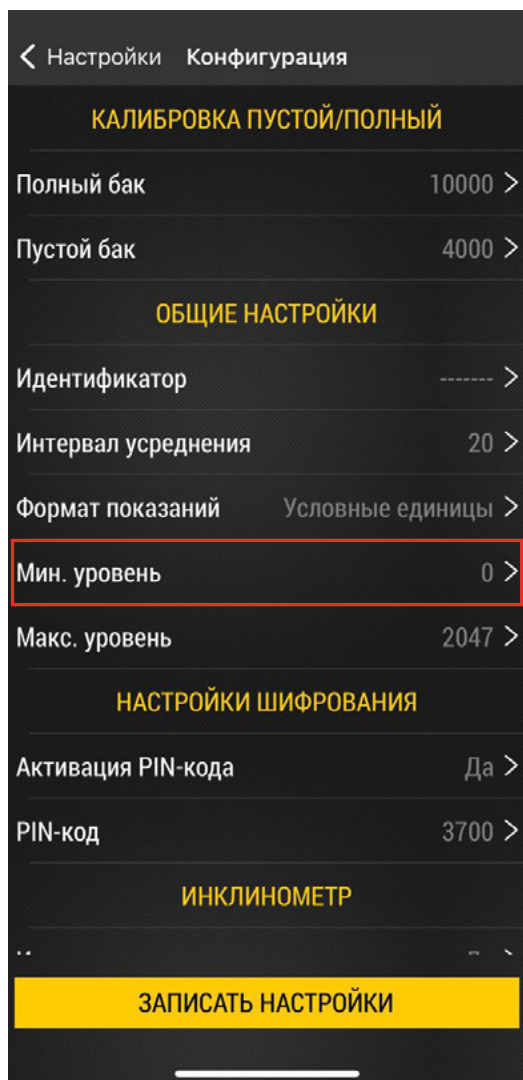 Настройки Конфигурация
КАЛИБРОВКА ПУСТОЙ/ПОЛНЫЙ
Полный бак 10000
Пустой бак 4000
ОБЩИЕ НАСТРОЙКИ
Идентификатор -------
Интервал усреднения 20
Формат показаний Условные единицы
Мин. уровень 0
Макс. уровень 2047
НАСТРОЙКИ ШИФРОВАНИЯ
Активация PIN-кода Да
PIN-код 3700
ИНКЛИНОМЕТР
ЗАПИСАТЬ НАСТРОЙКИ